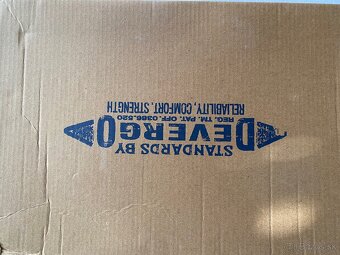 STANDARDS BY
DEVERGO
REG. TM. PAT. OFF. 0386.520
RELIABILITY, COMFORT, STRENGTH